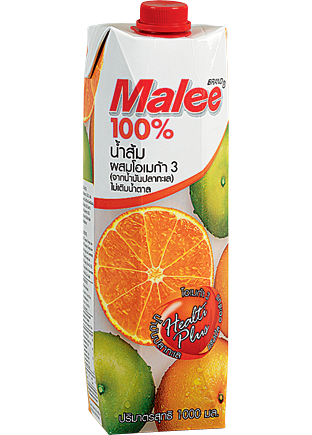 Malee
BRAND
®
100%
น้ำส้ม
ผสมโอเมก้า 3
(จากน้ำมันปลาทะเล)
ไม่เติมน้ำตาล
โอเมก้า 3
Health
Plus
ปริมาตรสุทธิ 1000 มล.